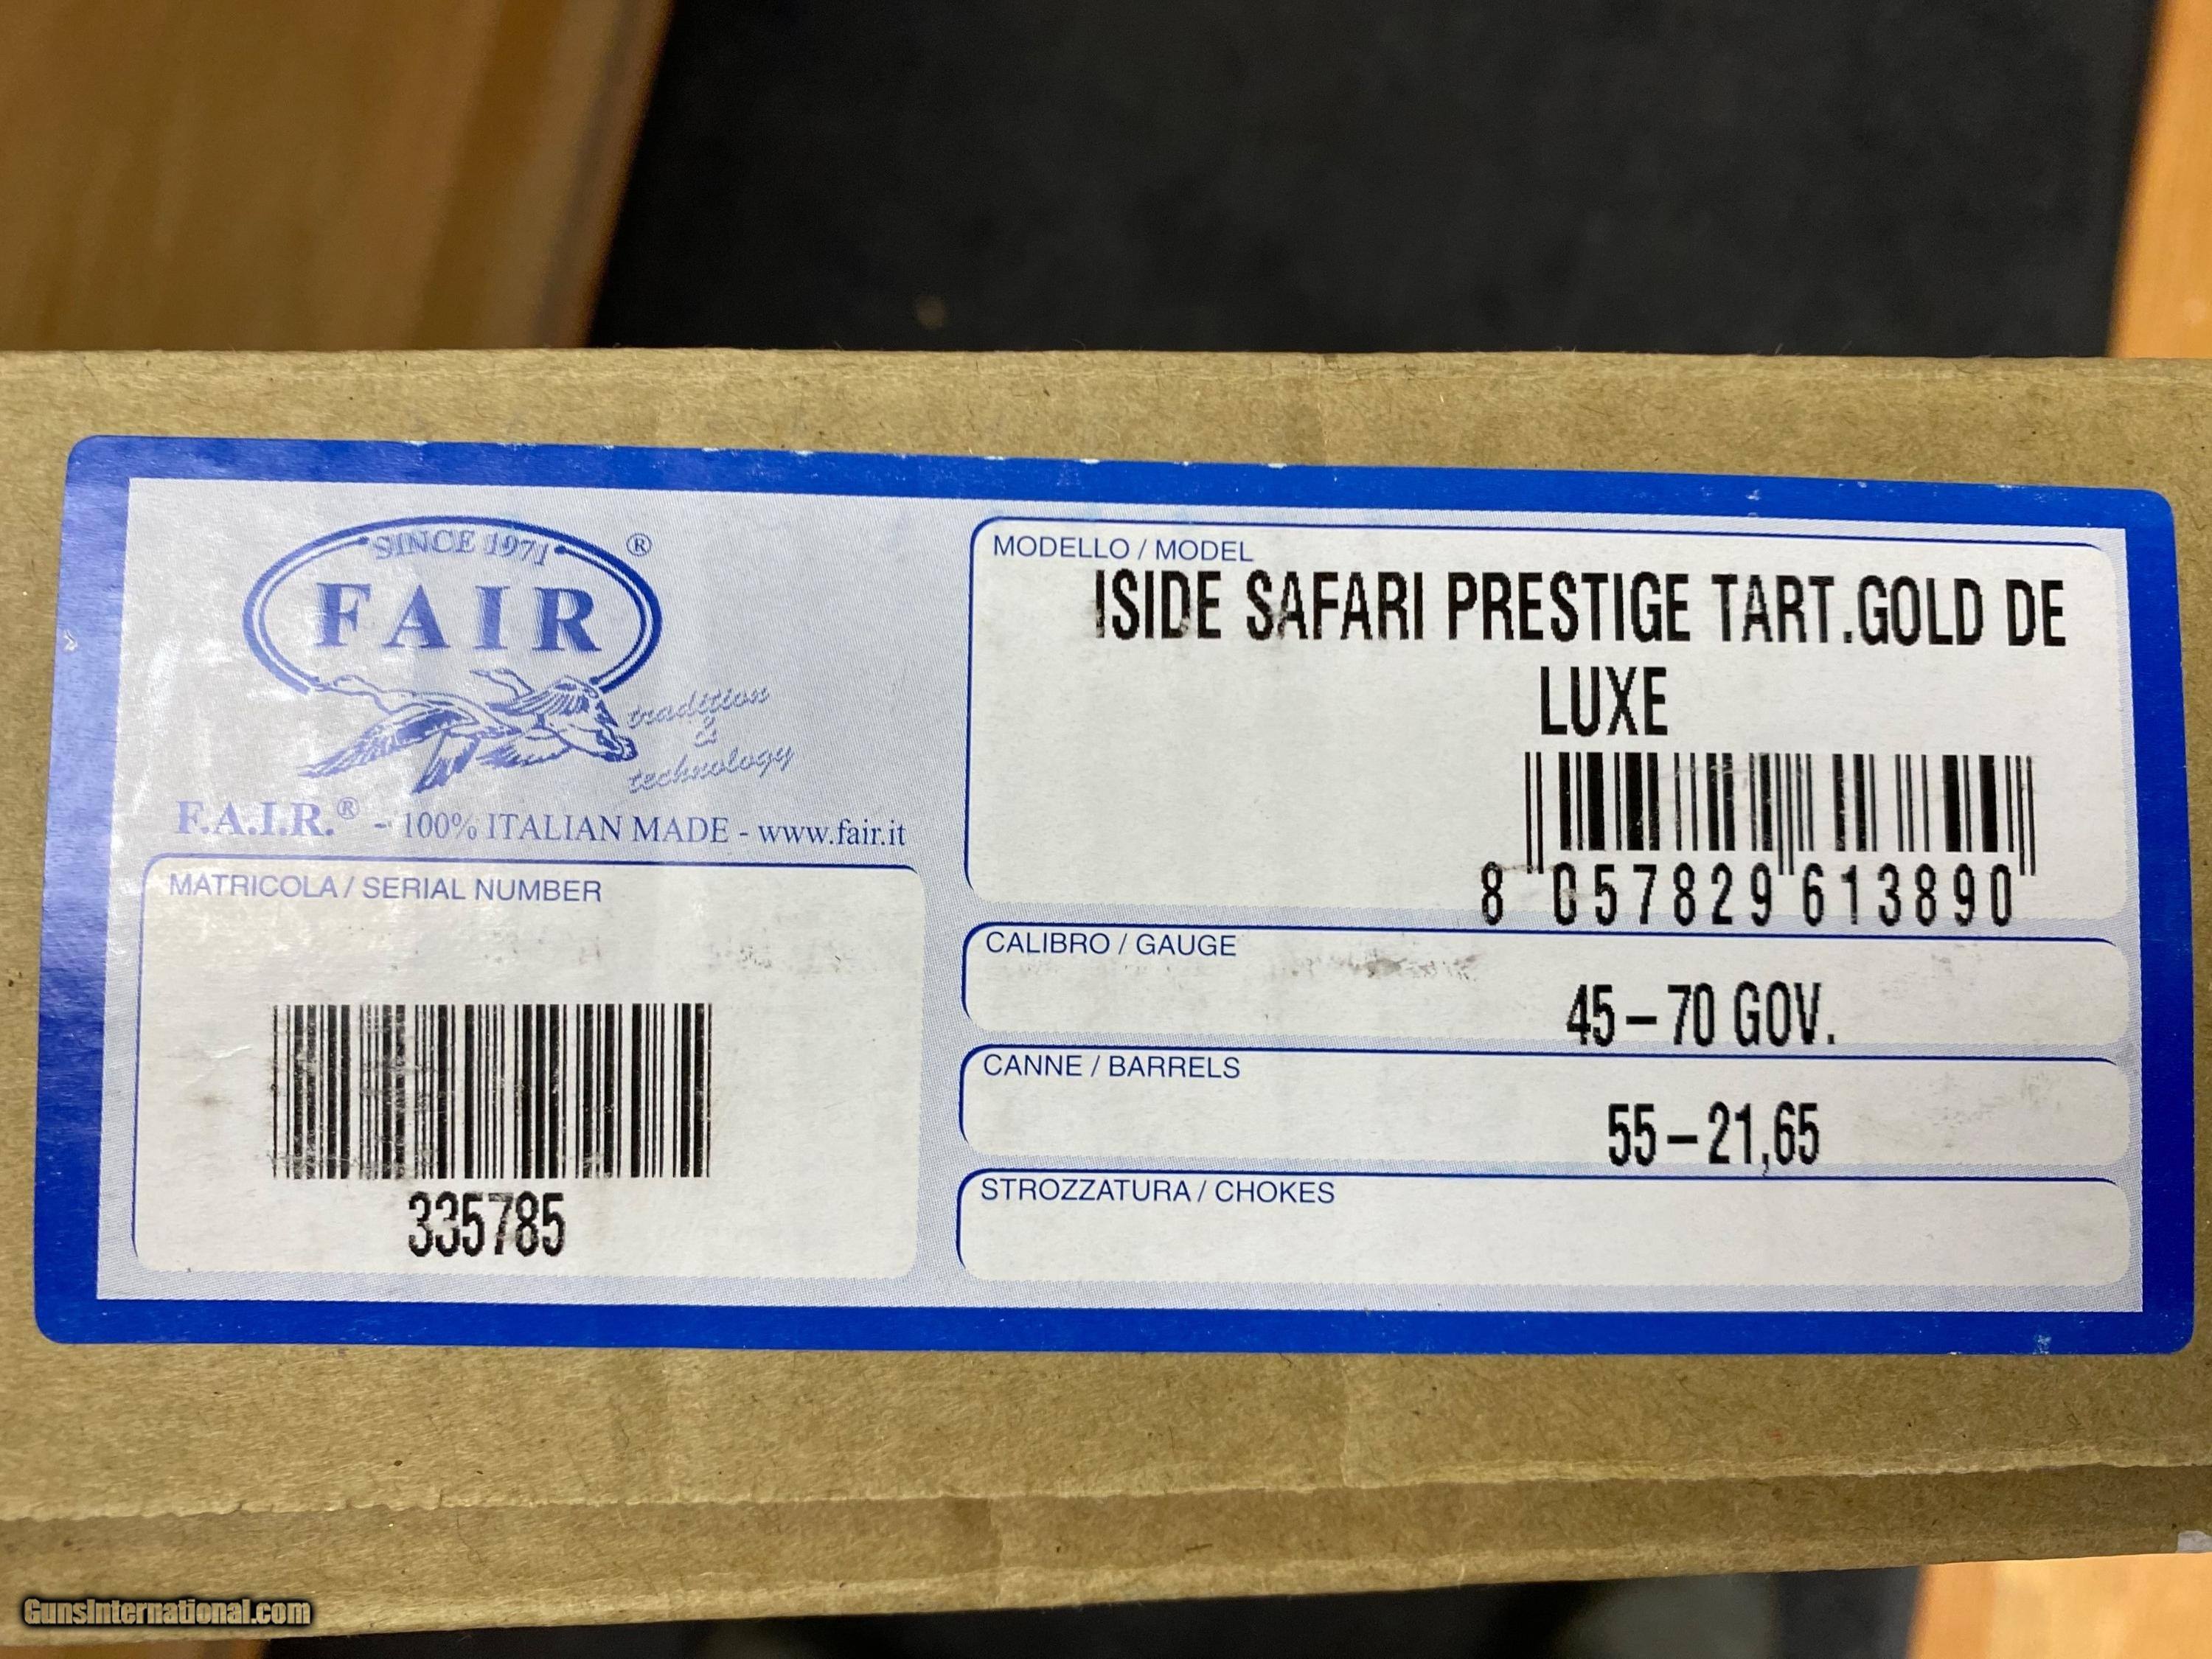 SINCE 1971
®
FAIR
tradition
&
technology
F.A.I.R.® - 100% ITALIAN MADE - www.fair.it
MATRICOLA / SERIAL NUMBER
335785
MODELLO / MODEL
ISIDE SAFARI PRESTIGE TART.GOLD DE
LUXE
8 057829 613890
CALIBRO / GAUGE
45-70 GOV.
CANNE / BARRELS
55-21,65
STROZZATURA / CHOKES
GunsInternational.com